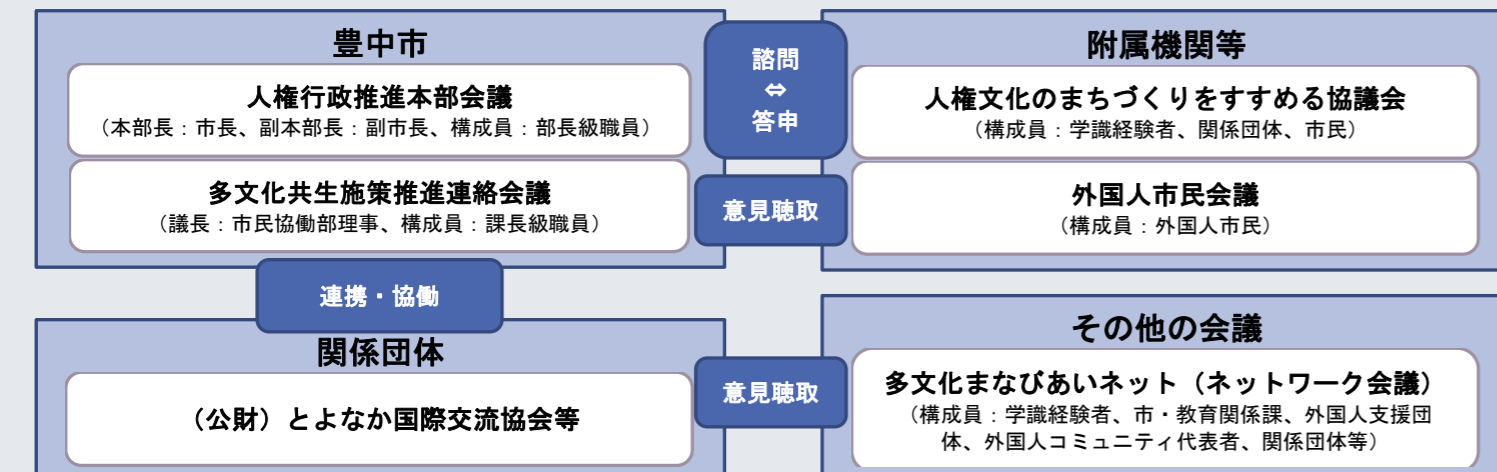 豊中市
人権行政推進本部会議
（本部長：市長、副本部長：副市長、構成員：部長級職員）
多文化共生施策推進連絡会議
（議長：市民協働部理事、構成員：課長級職員）
諮問
⇔
答申
意見聴取
附属機関等
人権文化のまちづくりをすすめる協議会
（構成員：学識経験者、関係団体、市民）
外国人市民会議
（構成員：外国人市民）
連携・協働
関係団体
（公財）とよなか国際交流協会等
意見聴取
その他の会議
多文化まなびあいネット（ネットワーク会議）
（構成員：学識経験者、市・教育関係課、外国人支援団
体、外国人コミュニティ代表者、関係団体等）